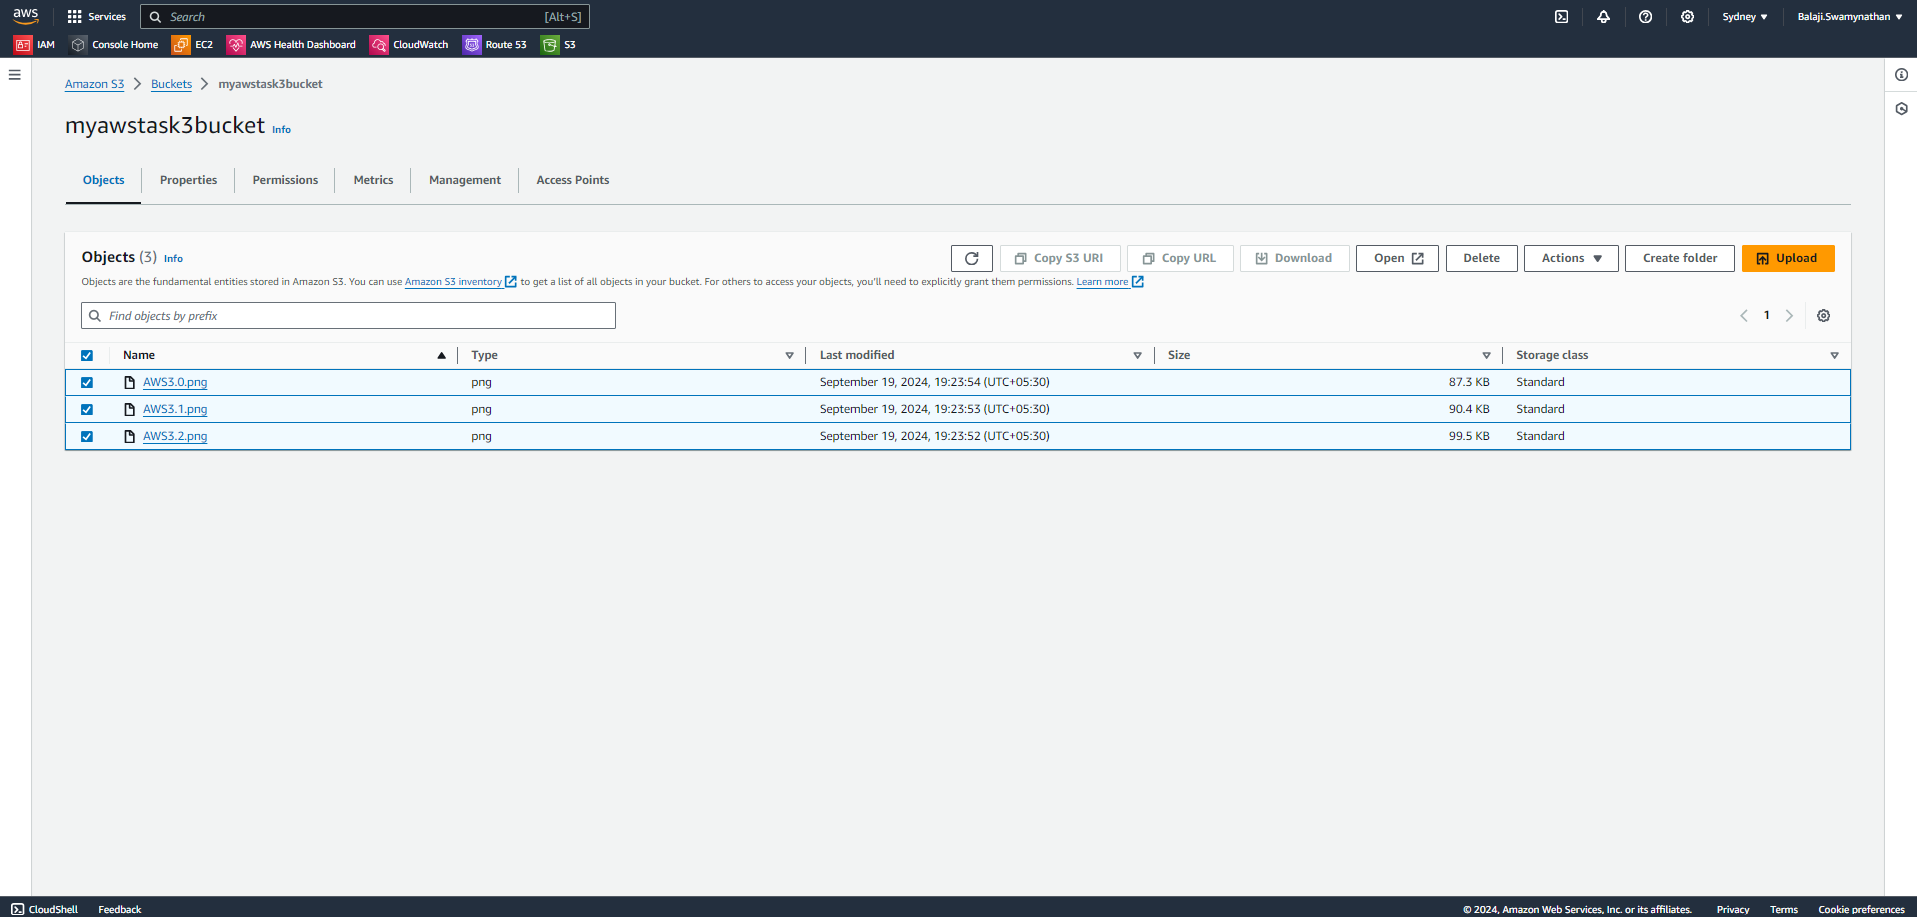 aws Services Search [Alt+S] Sydney Balaji.Swamynathan
IAM Console Home EC2 AWS Health Dashboard CloudWatch Route 53 S3
Amazon S3 Buckets myawstask3bucket
myawstask3bucket Info
Objects Properties Permissions Metrics Management Access Points
Objects (3) Info Copy S3 URI Copy URL Download Open Delete Actions Create folder Upload
Objects are the fundamental entities stored in Amazon S3. You can use Amazon S3 inventory to get a list of all objects in your bucket. For others to access your objects, you'll need to explicitly grant them permissions. Learn more
Find objects by prefix 1
Name Type Last modified Size Storage class
AWS3.0.png png September 19, 2024, 19:23:54 (UTC+05:30) 87.3 KB Standard
AWS3.1.png png September 19, 2024, 19:23:53 (UTC+05:30) 90.4 KB Standard
AWS3.2.png png September 19, 2024, 19:23:52 (UTC+05:30) 99.5 KB Standard
CloudShell Feedback © 2024, Amazon Web Services, Inc. or its affiliates. Privacy Terms Cookie preferences